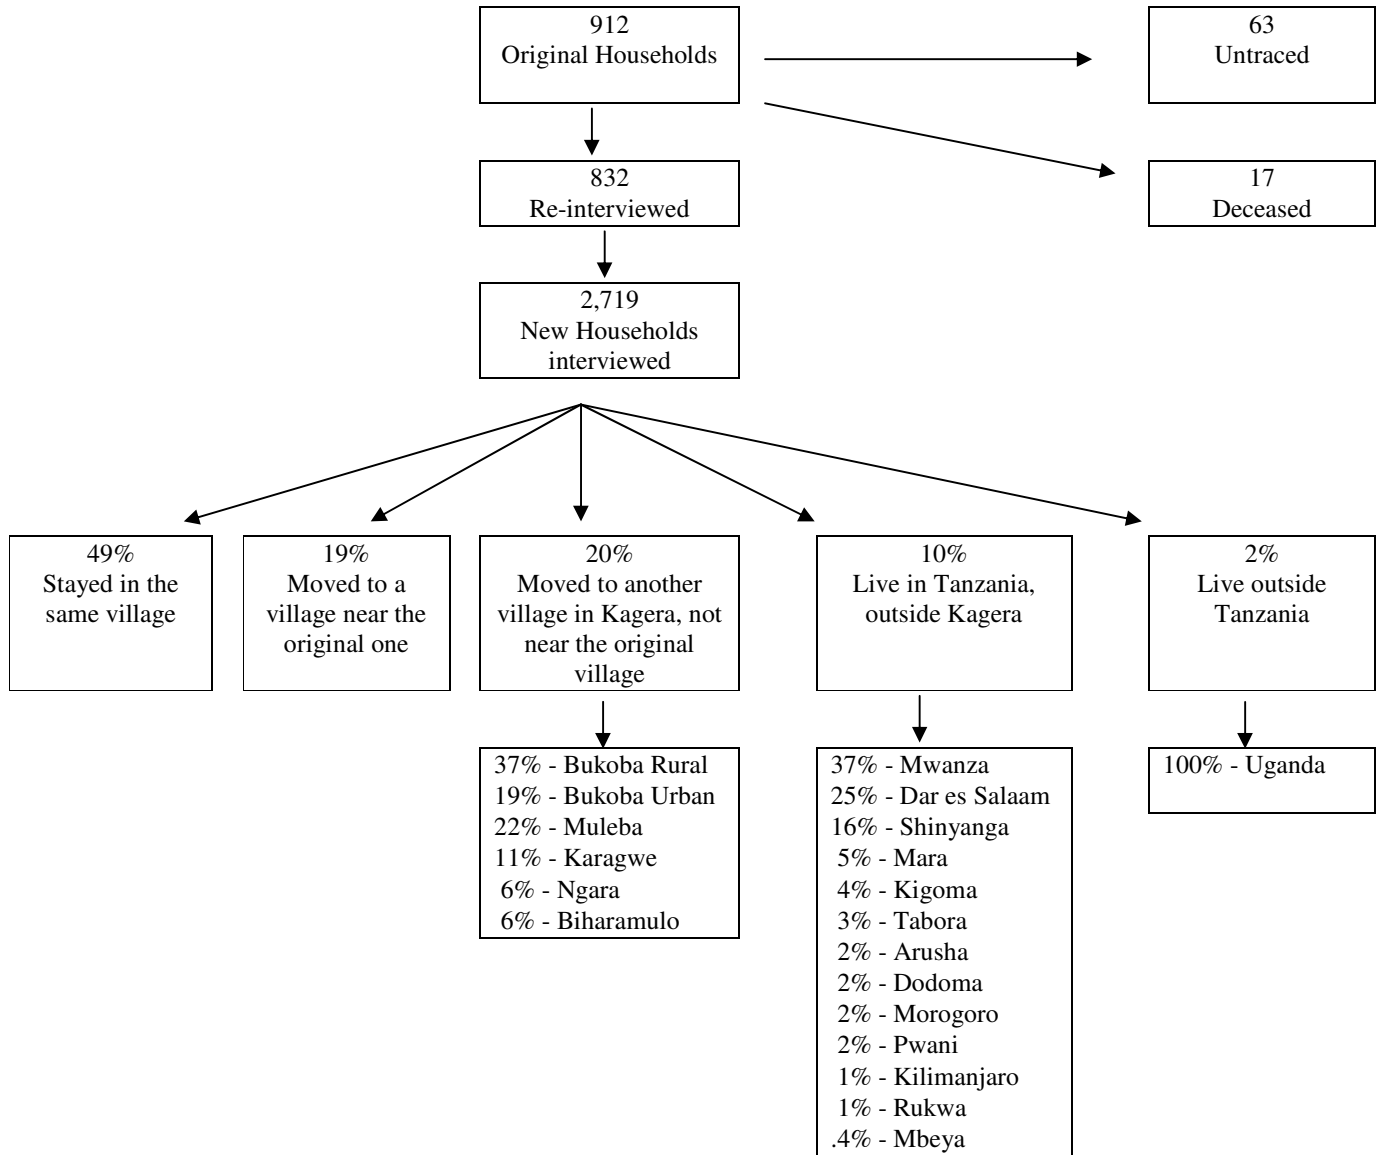 912
Original Households
63
Untraced
832
Re-interviewed
17
Deceased
2,719
New Households
interviewed
49%
Stayed in the
same village
19%
Moved to a
village near the
original one
20%
Moved to another
village in Kagera, not
near the original
village
10%
Live in Tanzania,
outside Kagera
2%
Live outside
Tanzania
37% - Bukoba Rural
19% - Bukoba Urban
22% - Muleba
11% - Karagwe
6% - Ngara
6% - Biharamulo
37% - Mwanza
25% - Dar es Salaam
16% - Shinyanga
5% - Mara
4% - Kigoma
3% - Tabora
2% - Arusha
2% - Dodoma
2% - Morogoro
2% - Pwani
1% - Kilimanjaro
1% - Rukwa
.4% - Mbeya
100% - Uganda